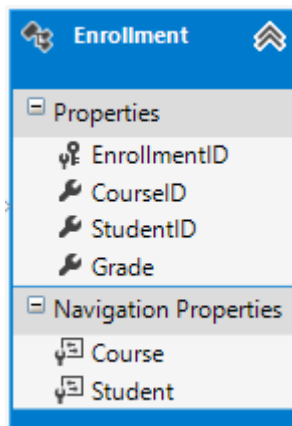 Enrollment
Properties
EnrollmentID
CourseID
StudentID
Grade
Navigation Properties
Course
Student